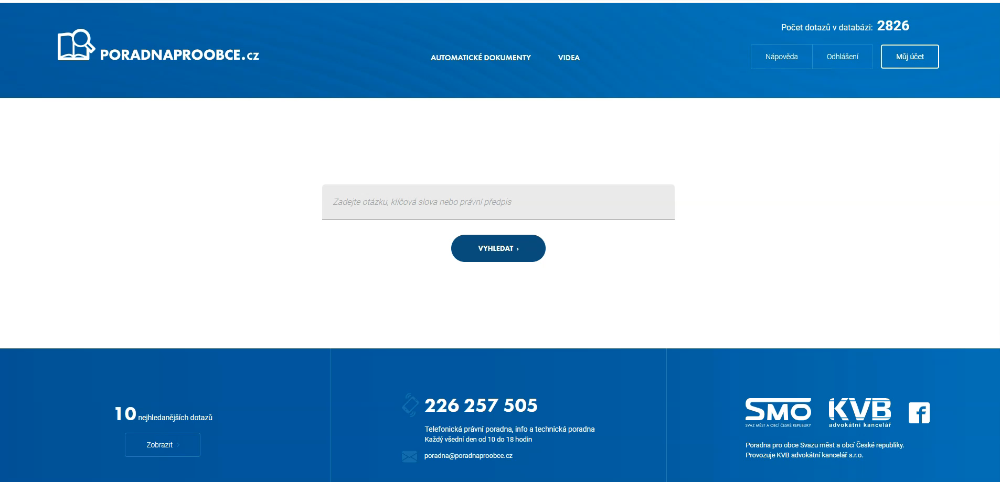 PORADNAPROOBCE.cz
AUTOMATICKÉ DOKUMENTY
VIDEA
Počet dotazů v databázi: 2826
Nápověda
Odhlášení
Můj účet
Zadejte otázku, klíčová slova nebo právní předpis
VYHLEDAT ›
10 nejhledanějších dotazů
Zobrazit ›
226 257 505
Telefonická právní poradna, info a technická poradna
Každý všední den od 10 do 18 hodin
poradna@poradnaproobce.cz
SMO
SVAZ MĚST A OBCÍ ČESKÉ REPUBLIKY
KVB
advokátní kancelář
Poradna pro obce Svazu měst a obcí České republiky.
Provozuje KVB advokátní kancelář s.r.o.